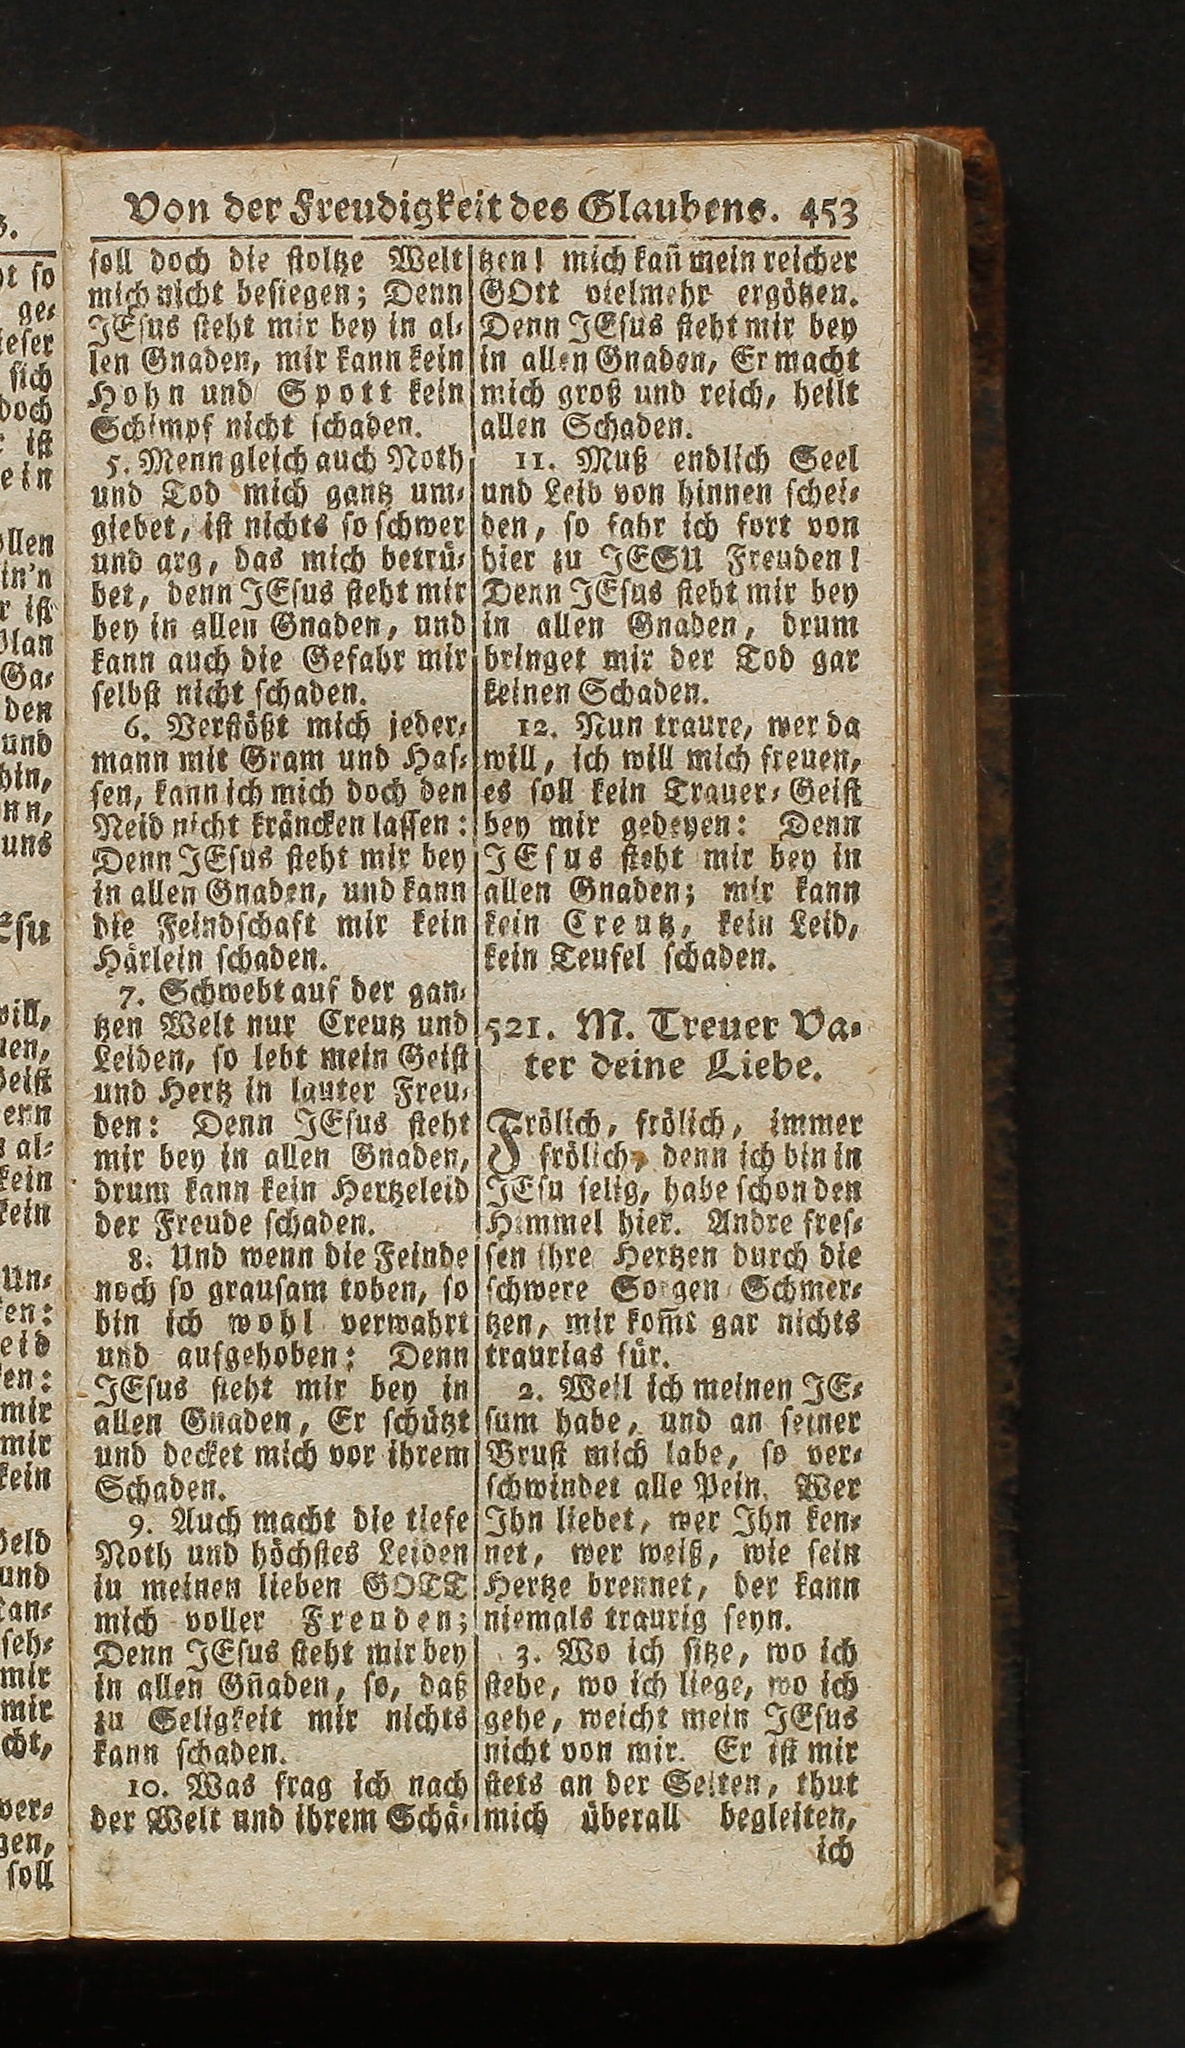 Von der Freudigkeit des Glaubens. 453
soll doch die stoltze Welt
mich nicht besiegen; Denn
JEsus steht mir bey in al-
len Gnaden, mir kann kein
Hohn und Spott kein
Schimpf nicht schaden.
5. Menn gleich auch Noth
und Tod mich gantz um-
giebet, ist nichts so schwer
und arg, das mich betrü-
bet, denn JEsus steht mir
bey in allen Gnaden, und
kann auch die Gefahr mir
selbst nicht schaden.
6. Verstößt mich jeder-
mann mit Gram und Has-
sen, kann ich mich doch den
Neid nicht kräncken lassen:
Denn JEsus steht mir bey
in allen Gnaden, und kann
die Feindschaft mir kein
Härlein schaden.
7. Schwebt auf der gan-
tzen Welt nur Creutz und
Leiden, so lebt mein Geist
und Hertz in lauter Freu-
den: Denn JEsus steht
mir bey in allen Gnaden,
drum kann kein Hertzeleid
der Freude schaden.
8. Und wenn die Feinde
noch so grausam toben, so
bin ich wohl verwahrt
und aufgehoben: Denn
JEsus steht mir bey in
allen Gnaden, Er schützt
und decket mich vor ihrem
Schaden.
9. Auch macht die tiefe
Noth und höchstes Leiden
in meinen lieben GOTT
mich voller Freuden;
Denn JEsus steht mir bey
in allen Gn̄aden, so, daß
zu Seligkeit mir nichts
kann schaden.
10. Was frag ich nach
der Welt und ihrem Schä-
tzen! mich kan̄ mein reicher
GOtt vielmehr ergötzen.
Denn JEsus steht mir bey
in allen Gnaden, Er macht
mich groß und reich, heilt
allen Schaden.
11. Muß endlich Seel
und Leib von hinnen schei-
den, so fahr ich fort von
hier zu JESU Freuden!
Denn JEsus steht mir bey
in allen Gnaden, drum
bringet mir der Tod gar
keinen Schaden.
12. Nun traure, wer da
will, ich will mich freuen,
es soll kein Trauer-Geist
bey mir gedeyen: Denn
JEsus steht mir bey in
allen Gnaden; mir kann
kein Creutz, kein Leid,
kein Teufel schaden.
521. M. Treuer Va-
ter deine Liebe.
Frölich, frölich, immer
frölich, denn ich bin in
JEsu selig, habe schon den
Himmel hier. Andre fres-
sen ihre Hertzen durch die
schwere Sorgen Schmer-
tzen, mir kom̄t gar nichts
traurigs für.
2. Weil ich meinen JE-
sum habe, und an seiner
Brust mich labe, so ver-
schwindet alle Pein. Wer
Ihn liebet, wer Ihn ken-
net, wer weiß, wie sein
Hertze brennet, der kann
niemals traurig seyn.
3. Wo ich sitze, wo ich
stehe, wo ich liege, wo ich
gehe, weicht mein JEsus
nicht von mir. Er ist mir
stets an der Seiten, thut
mich überall begleiten,
ich